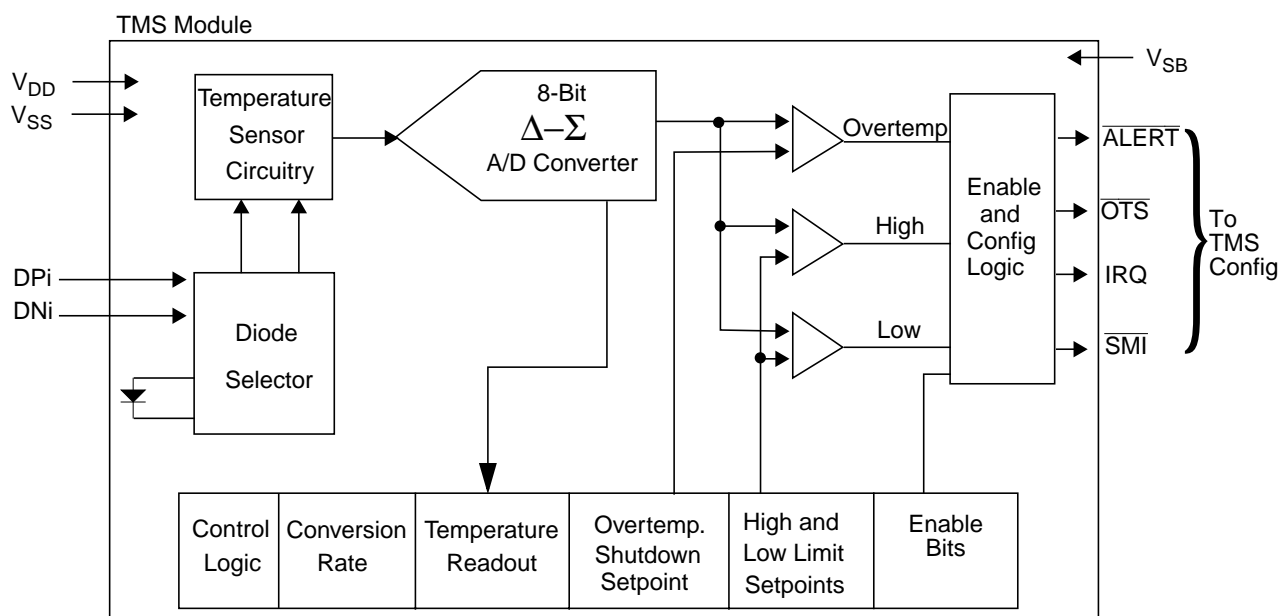 TMS Module
VDD
VSS
VSB
Temperature
Sensor
Circuitry
8-Bit
Δ–Σ
A/D Converter
Overtemp
High
Low
Enable
and
Config
Logic
ALERT
OTS
IRQ
SMI
To
TMS
Config
DPi
DNi
Diode
Selector
Control
Logic
Conversion
Rate
Temperature
Readout
Overtemp.
Shutdown
Setpoint
High and
Low Limit
Setpoints
Enable
Bits